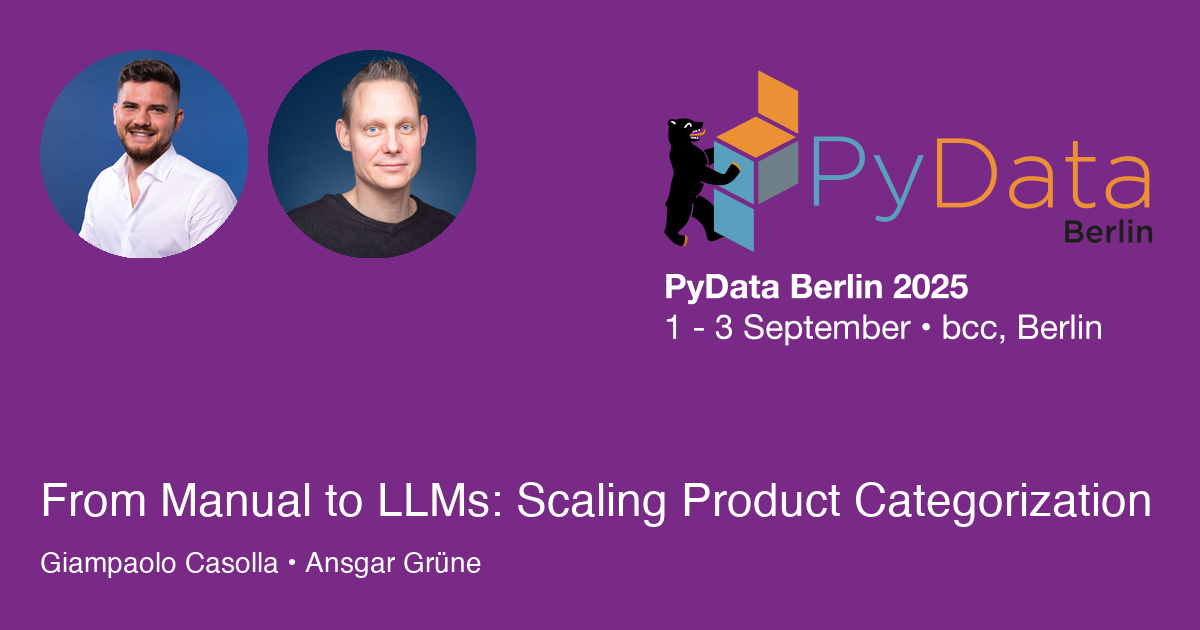 PyData
Berlin
PyData Berlin 2025
1 - 3 September • bcc, Berlin
From Manual to LLMs: Scaling Product Categorization
Giampaolo Casolla • Ansgar Grüne